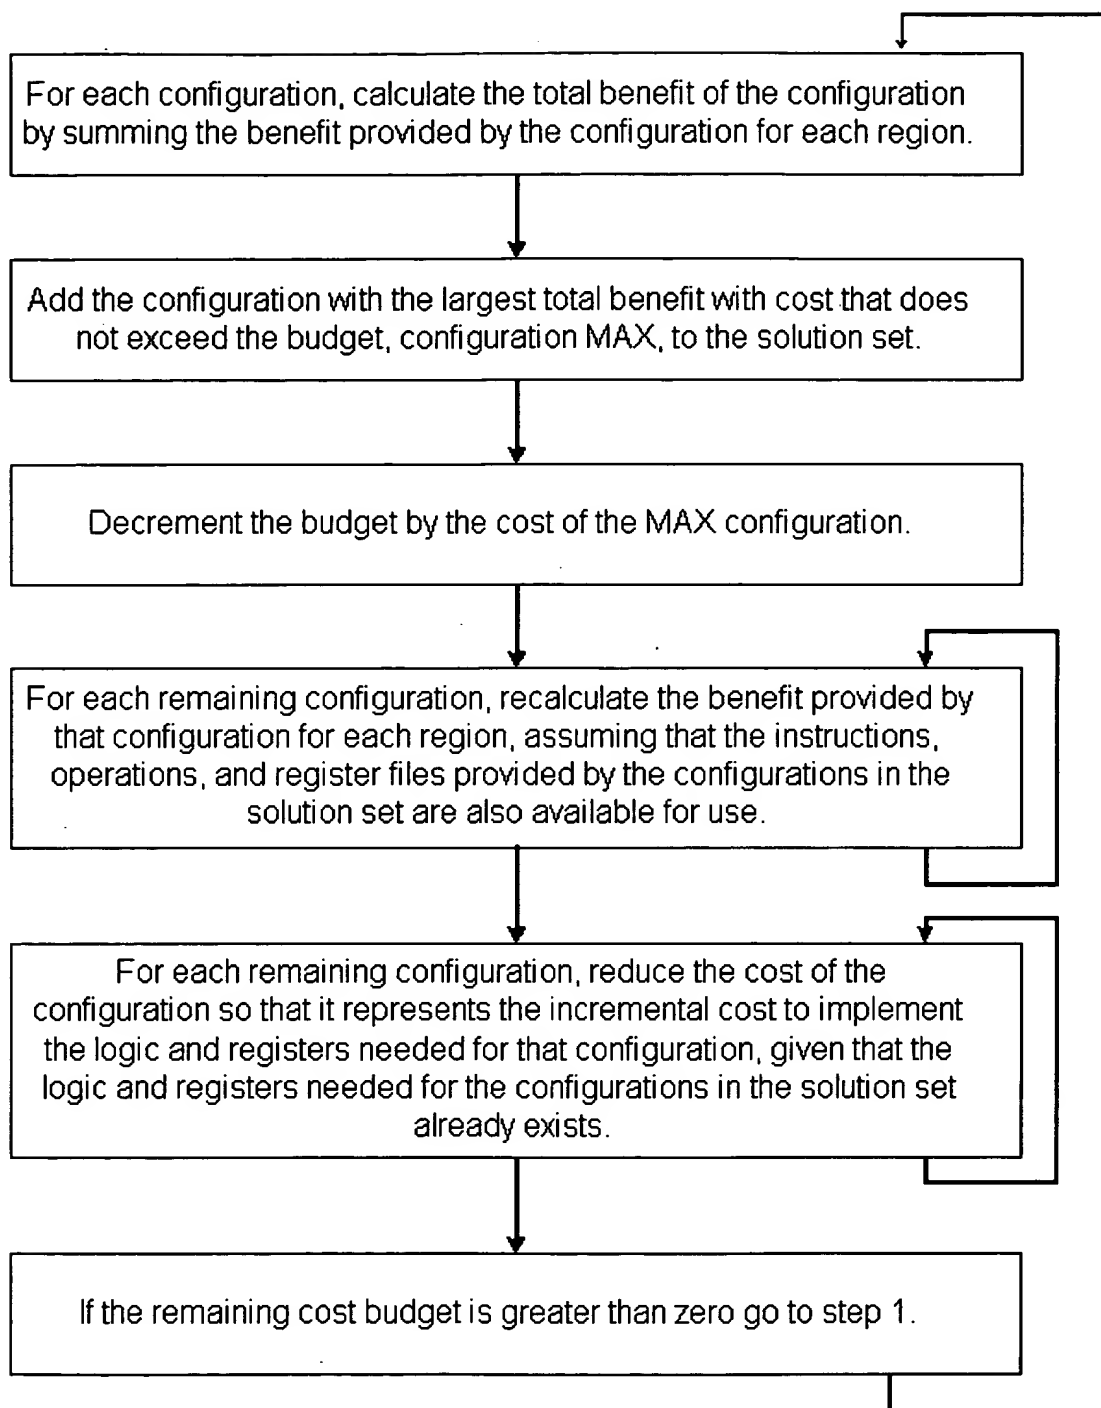 For each configuration, calculate the total benefit of the configuration
by summing the benefit provided by the configuration for each region.
Add the configuration with the largest total benefit with cost that does
not exceed the budget, configuration MAX, to the solution set.
Decrement the budget by the cost of the MAX configuration.
For each remaining configuration, recalculate the benefit provided by
that configuration for each region, assuming that the instructions,
operations, and register files provided by the configurations in the
solution set are also available for use.
For each remaining configuration, reduce the cost of the
configuration so that it represents the incremental cost to implement
the logic and registers needed for that configuration, given that the
logic and registers needed for the configurations in the solution set
already exists.
If the remaining cost budget is greater than zero go to step 1.